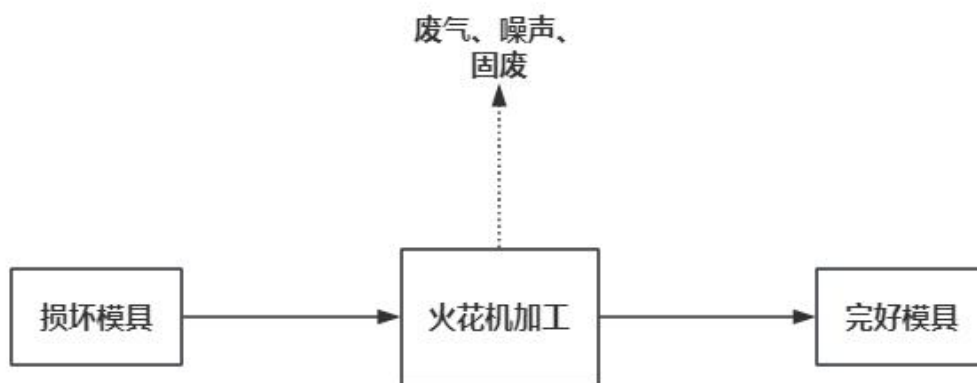 废气、噪声、
固废
损坏模具
火花机加工
完好模具